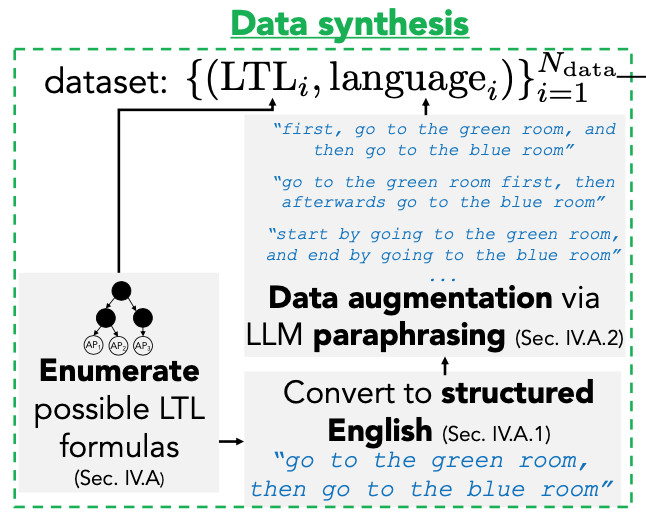 Data synthesis
dataset: {(LTL_i, language_i)}_{i=1}^{N_data}
"first, go to the green room, and
then go to the blue room"
"go to the green room first, then
afterwards go to the blue room"
"start by going to the green room,
and end by going to the blue room"
...
Data augmentation via
LLM paraphrasing (Sec. IV.A.2)
AP₁ AP₂ AP₃
Enumerate
possible LTL
formulas
(Sec. IV.A)
Convert to structured
English (Sec. IV.A.1)
"go to the green room,
then go to the blue room"